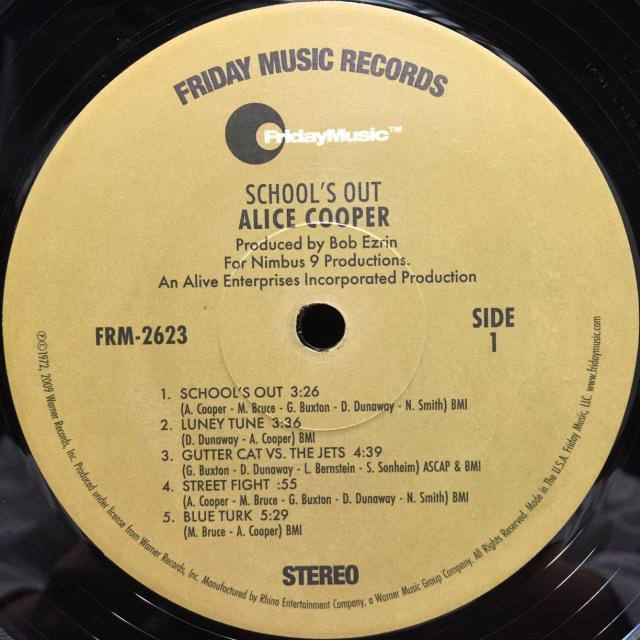 FRIDAY MUSIC RECORDS
FridayMusic™
SCHOOL'S OUT
ALICE COOPER
Produced by Bob Ezrin
For Nimbus 9 Productions.
An Alive Enterprises Incorporated Production
FRM-2623
SIDE
1
1. SCHOOL'S OUT 3:26
(A. Cooper - M. Bruce - G. Buxton - D. Dunaway - N. Smith) BMI
2. LUNEY TUNE 3:36
(D. Dunaway - A. Cooper) BMI
3. GUTTER CAT VS. THE JETS 4:39
(G. Buxton - D. Dunaway - L. Bernstein - S. Sonheim) ASCAP & BMI
4. STREET FIGHT :55
(A. Cooper - M. Bruce - G. Buxton - D. Dunaway - N. Smith) BMI
5. BLUE TURK 5:29
(M. Bruce - A. Cooper) BMI
STEREO
℗©1972, 2009 Warner Records, Inc. Produced under license from Warner Records, Inc. Manufactured by Rhino Entertainment Company, a Warner Music Group Company. All Rights Reserved. Made in the U.S.A. Friday Music, LLC. www.fridaymusic.com